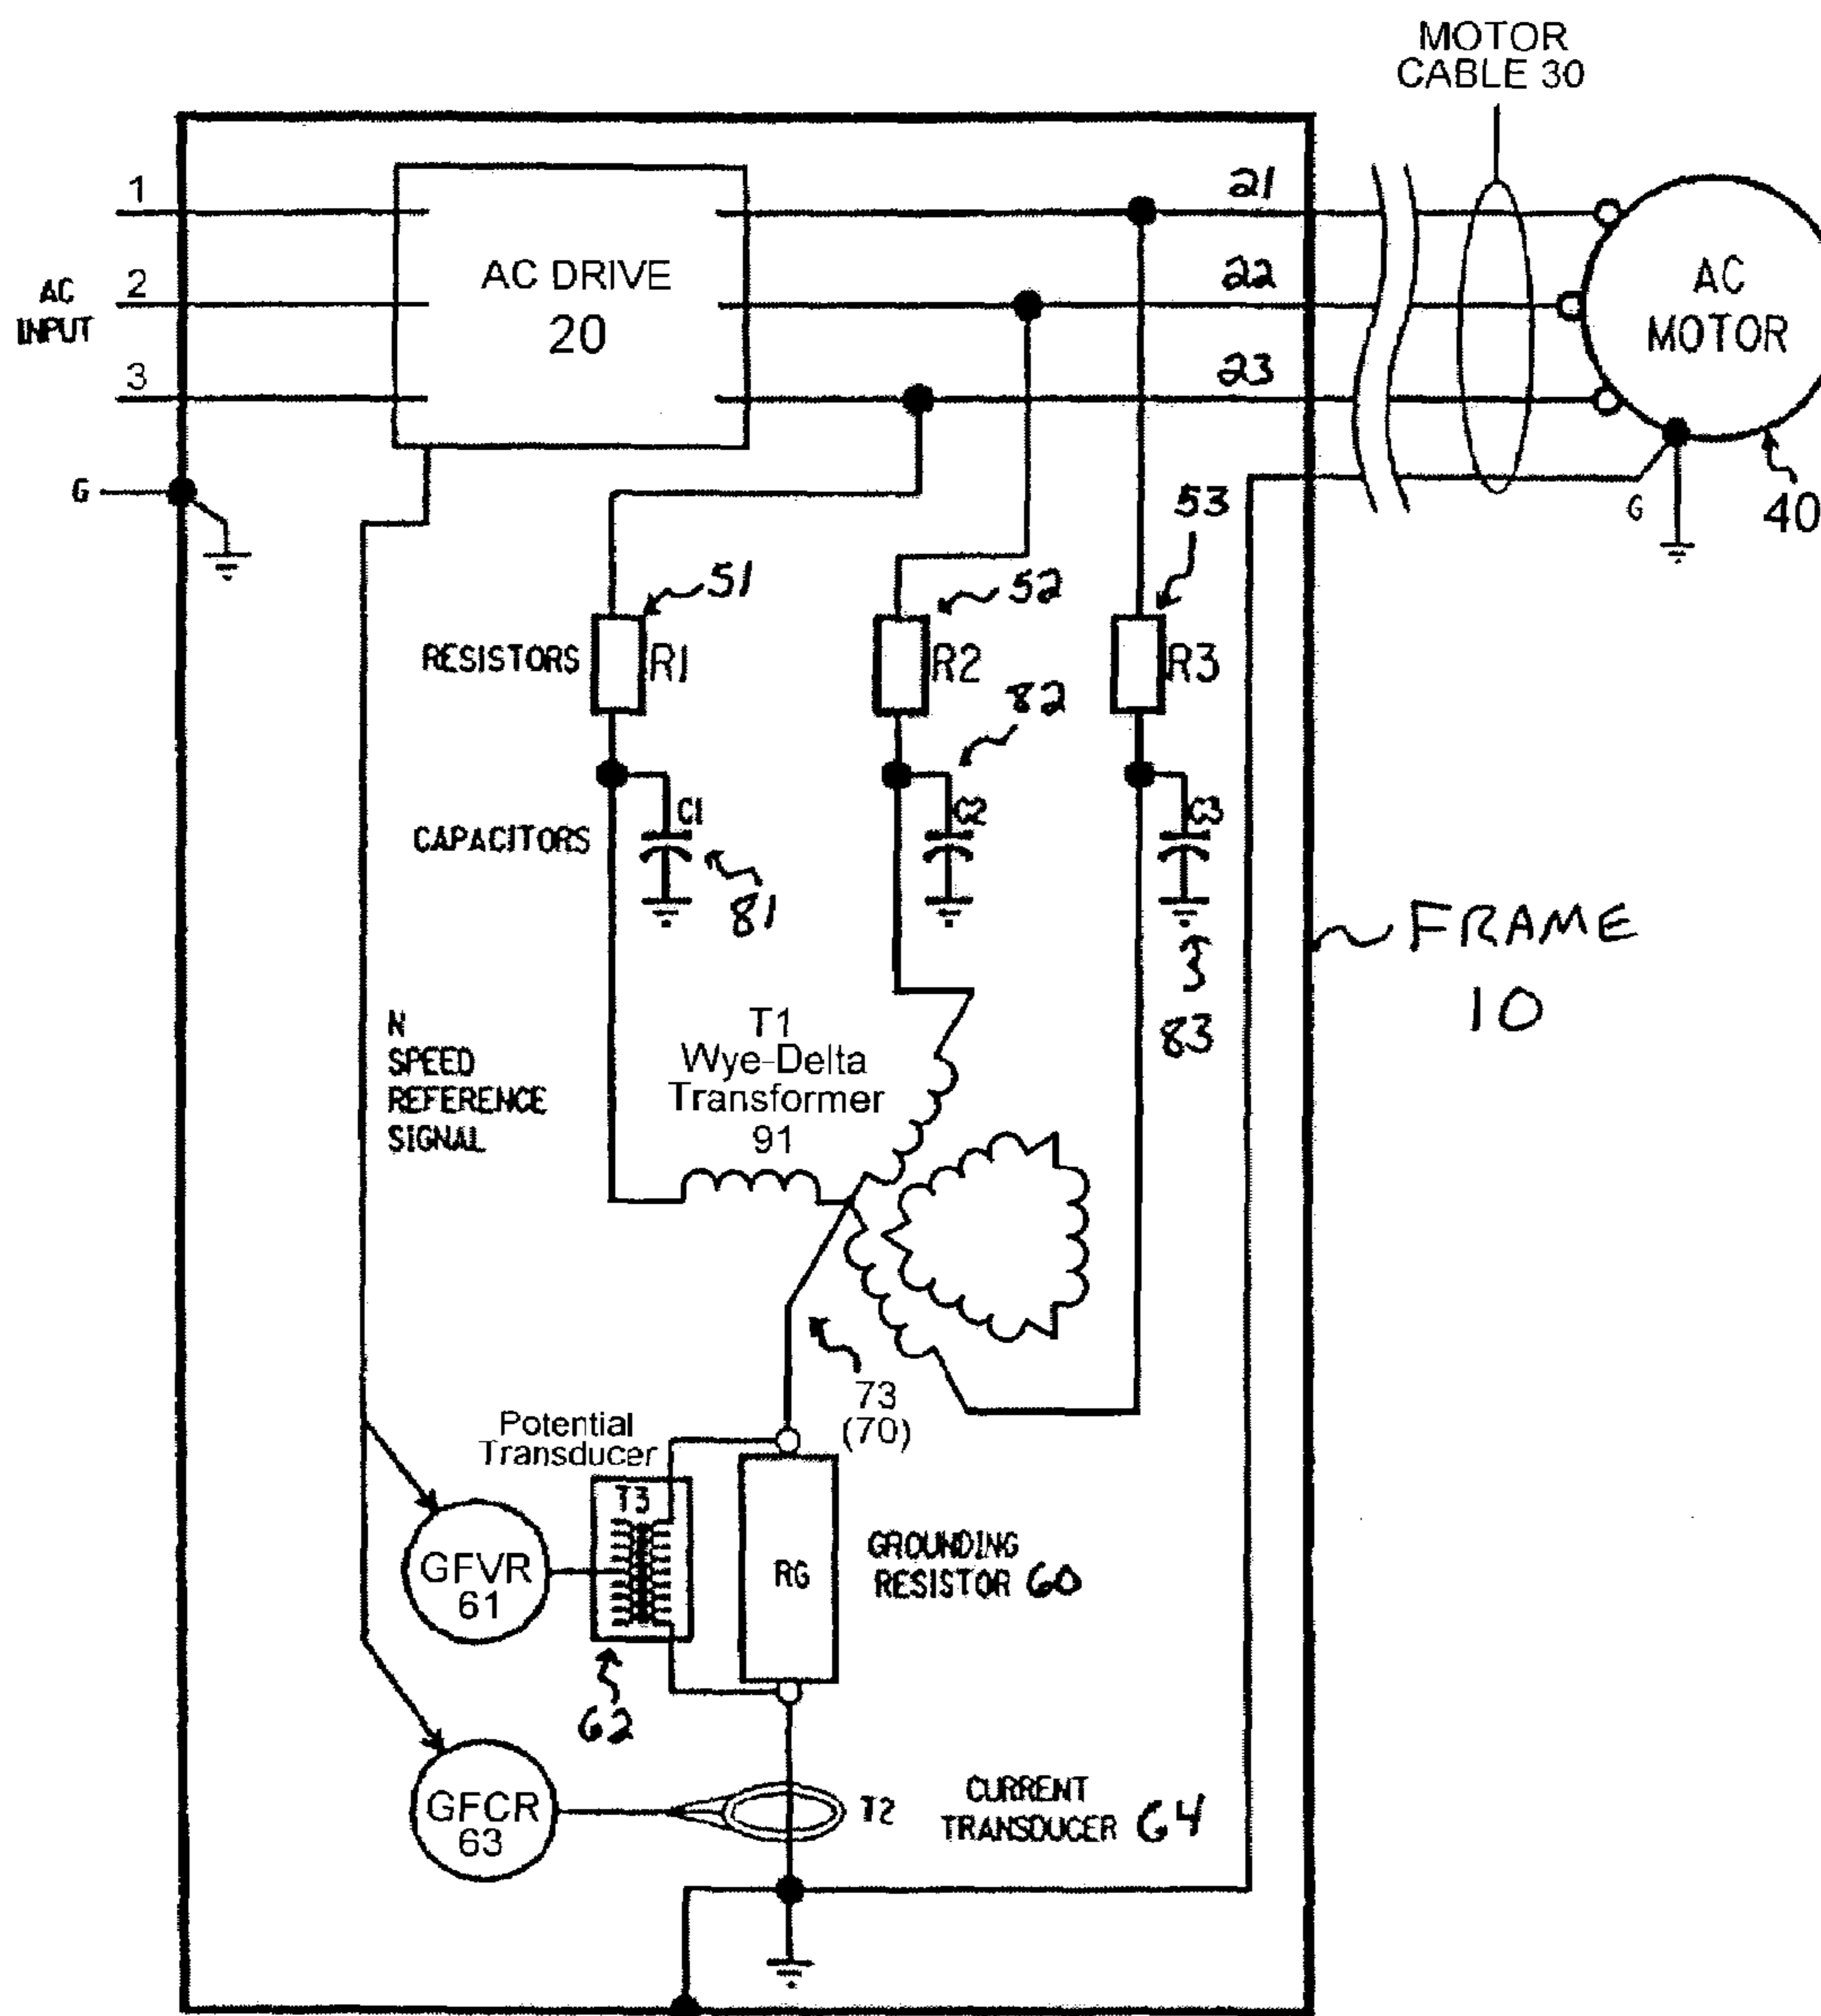 MOTOR
CABLE 30
1
2
3
AC
INPUT
G
AC DRIVE
20
21
22
23
AC
MOTOR
G
40
51
52
53
RESISTORS
R1
R2
R3
82
CAPACITORS
C1
C2
C3
81
83
FRAME
10
N
SPEED
REFERENCE
SIGNAL
T1
Wye-Delta
Transformer
91
73
(70)
Potential
Transducer
T3
GFVR
61
RG
GROUNDING
RESISTOR 60
62
GFCR
63
T2
CURRENT
TRANSDUCER 64